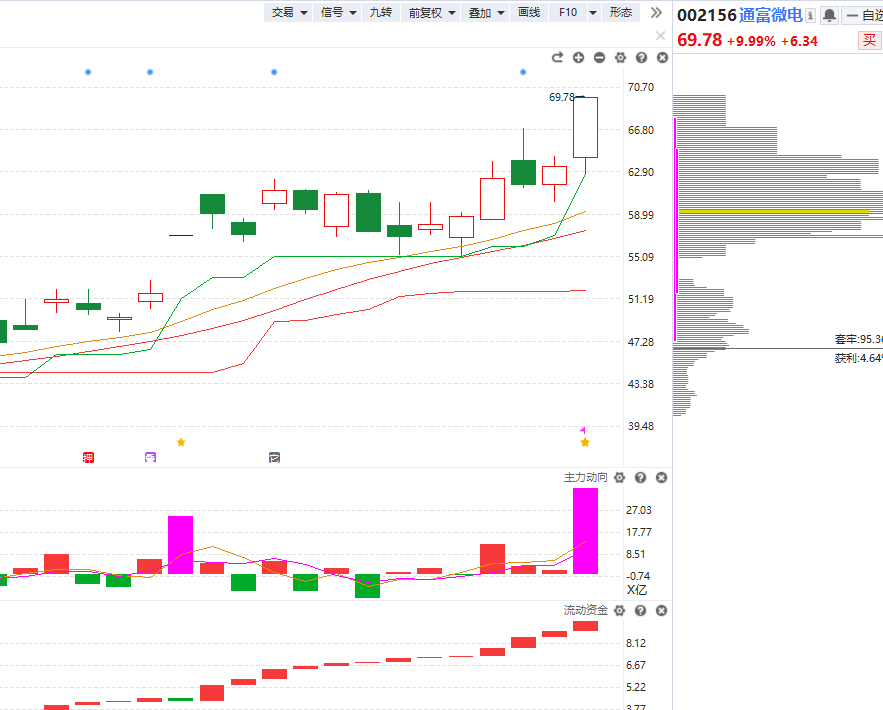 交易 信号 九转 前复权 叠加 画线 F10 形态
002156 通富微电 自选
69.78 +9.99% +6.34 买
70.70
69.78
66.80
62.90
58.99
55.09
51.19
47.28
43.38
39.48
套牢:95.36
获利:4.64%
押
主力动向
27.03
17.77
8.51
-0.74
X亿
流动资金
8.12
6.67
5.22
3.77